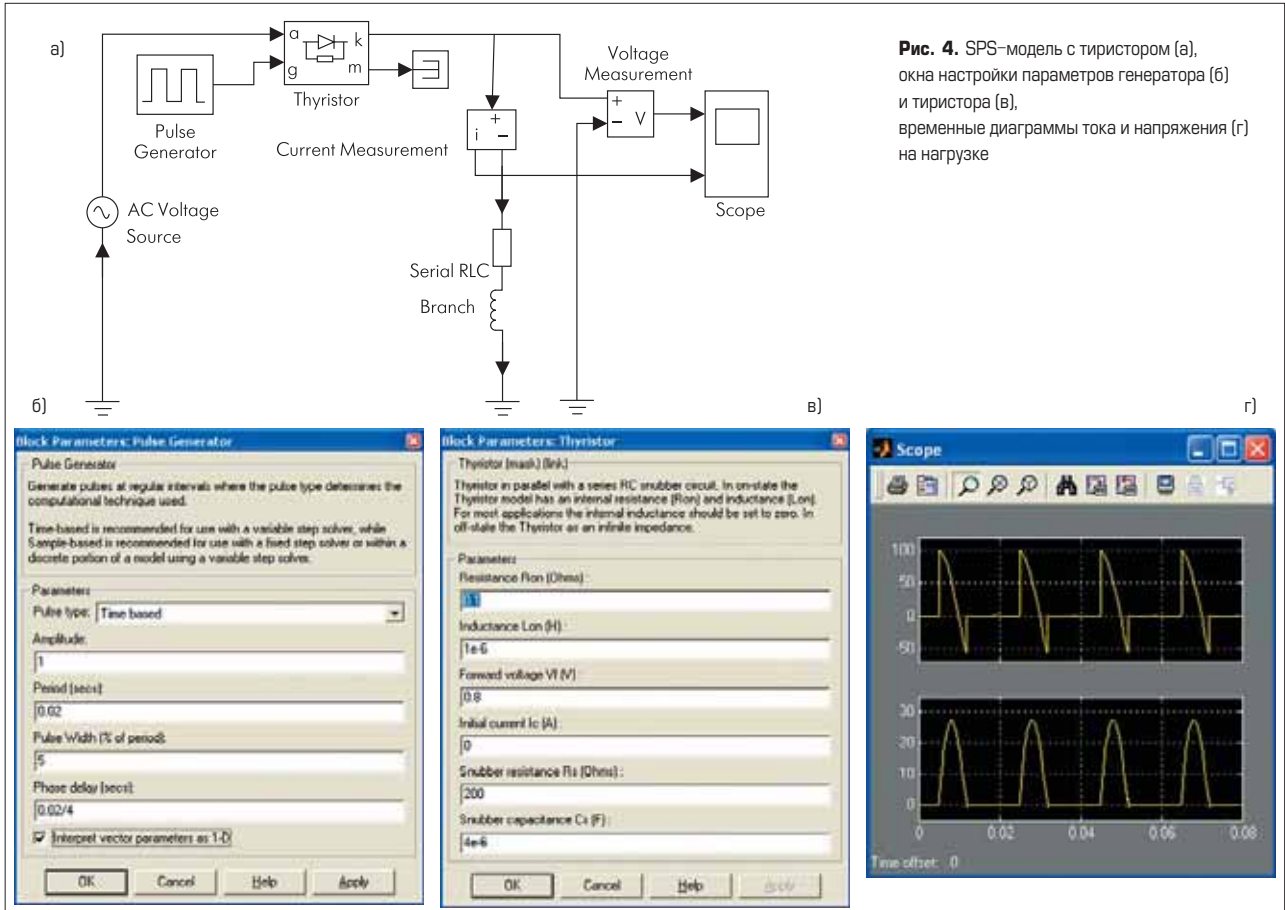 а)
a
k
g
m
Thyristor
Pulse
Generator
Current Measurement
i
+
–
Voltage
Measurement
+
–
V
Scope
AC Voltage
Source
Serial RLC
Branch
Рис. 4. SPS–модель с тиристором (а),
окна настройки параметров генератора (б)
и тиристора (в),
временные диаграммы тока и напряжения (г)
на нагрузке
б)
Block Parameters: Pulse Generator
Pulse Generator
Generate pulses at regular intervals where the pulse type determines the
computational technique used.
Time-based is recommended for use with a variable step solver, while
Sample-based is recommended for use with a fixed step solver or within a
discrete portion of a model using a variable step solver.
Parameters
Pulse type: Time based
Amplitude:
1
Period (secs):
0.02
Pulse Width (% of period):
5
Phase delay (secs):
0.02/4
Interpret vector parameters as 1-D
OK Cancel Help Apply
в)
Block Parameters: Thyristor
Thyristor (mask) (link)
Thyristor in parallel with a series RC snubber circuit. In on-state the
Thyristor model has an internal resistance (Ron) and inductance (Lon).
For most applications the internal inductance should be set to zero. In
off-state the Thyristor as an infinite impedance.
Parameters
Resistance Ron (Ohms) :
0.1
Inductance Lon (H) :
1e-6
Forward voltage Vf (V) :
0.8
Initial current Ic (A) :
0
Snubber resistance Rs (Ohms) :
200
Snubber capacitance Cs (F) :
4e-6
OK Cancel Help Apply
г)
Scope
100
50
0
-50
30
20
10
0
0 0.02 0.04 0.06 0.08
Time offset: 0